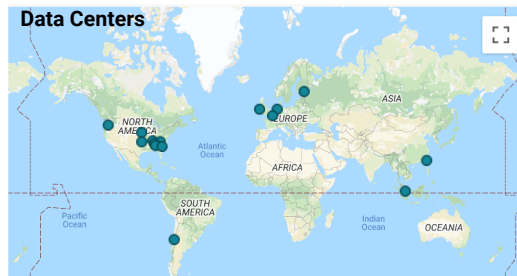 Data Centers
ASIA
NORTH
AMERICA
EUROPE
Atlantic
Ocean
AFRICA
SOUTH
AMERICA
Pacific
Ocean
Indian
Ocean
OCEANIA